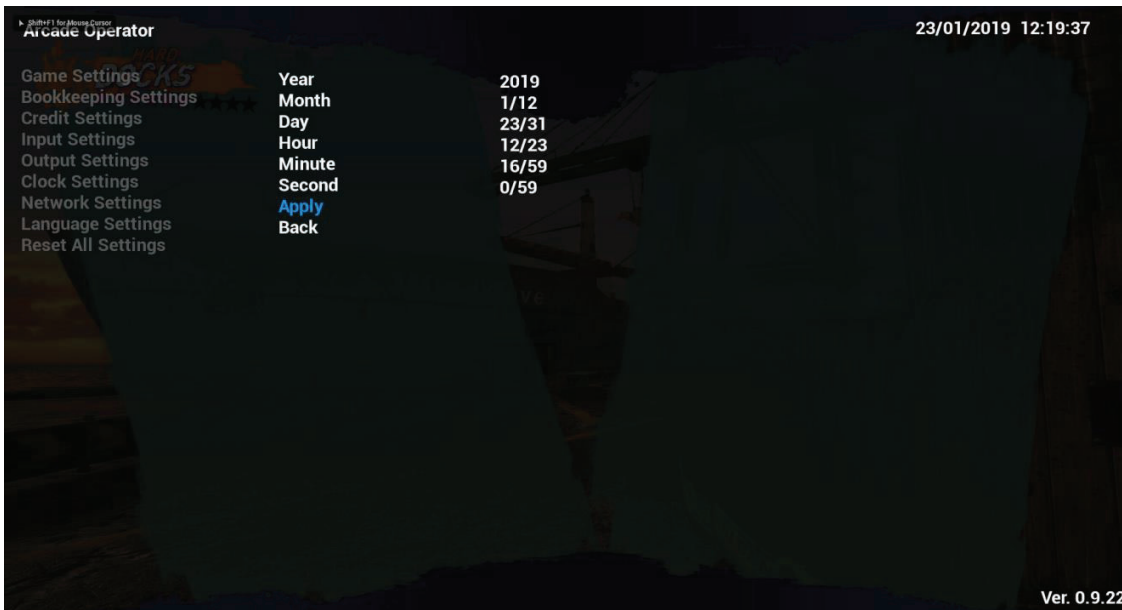 Shift+F1 for Mouse Cursor
Arcade Operator
23/01/2019 12:19:37
HARD
DOCKS
Game Settings
Bookkeeping Settings
Credit Settings
Input Settings
Output Settings
Clock Settings
Network Settings
Language Settings
Reset All Settings
Year 2019
Month 1/12
Day 23/31
Hour 12/23
Minute 16/59
Second 0/59
Apply
Back
Ver. 0.9.22